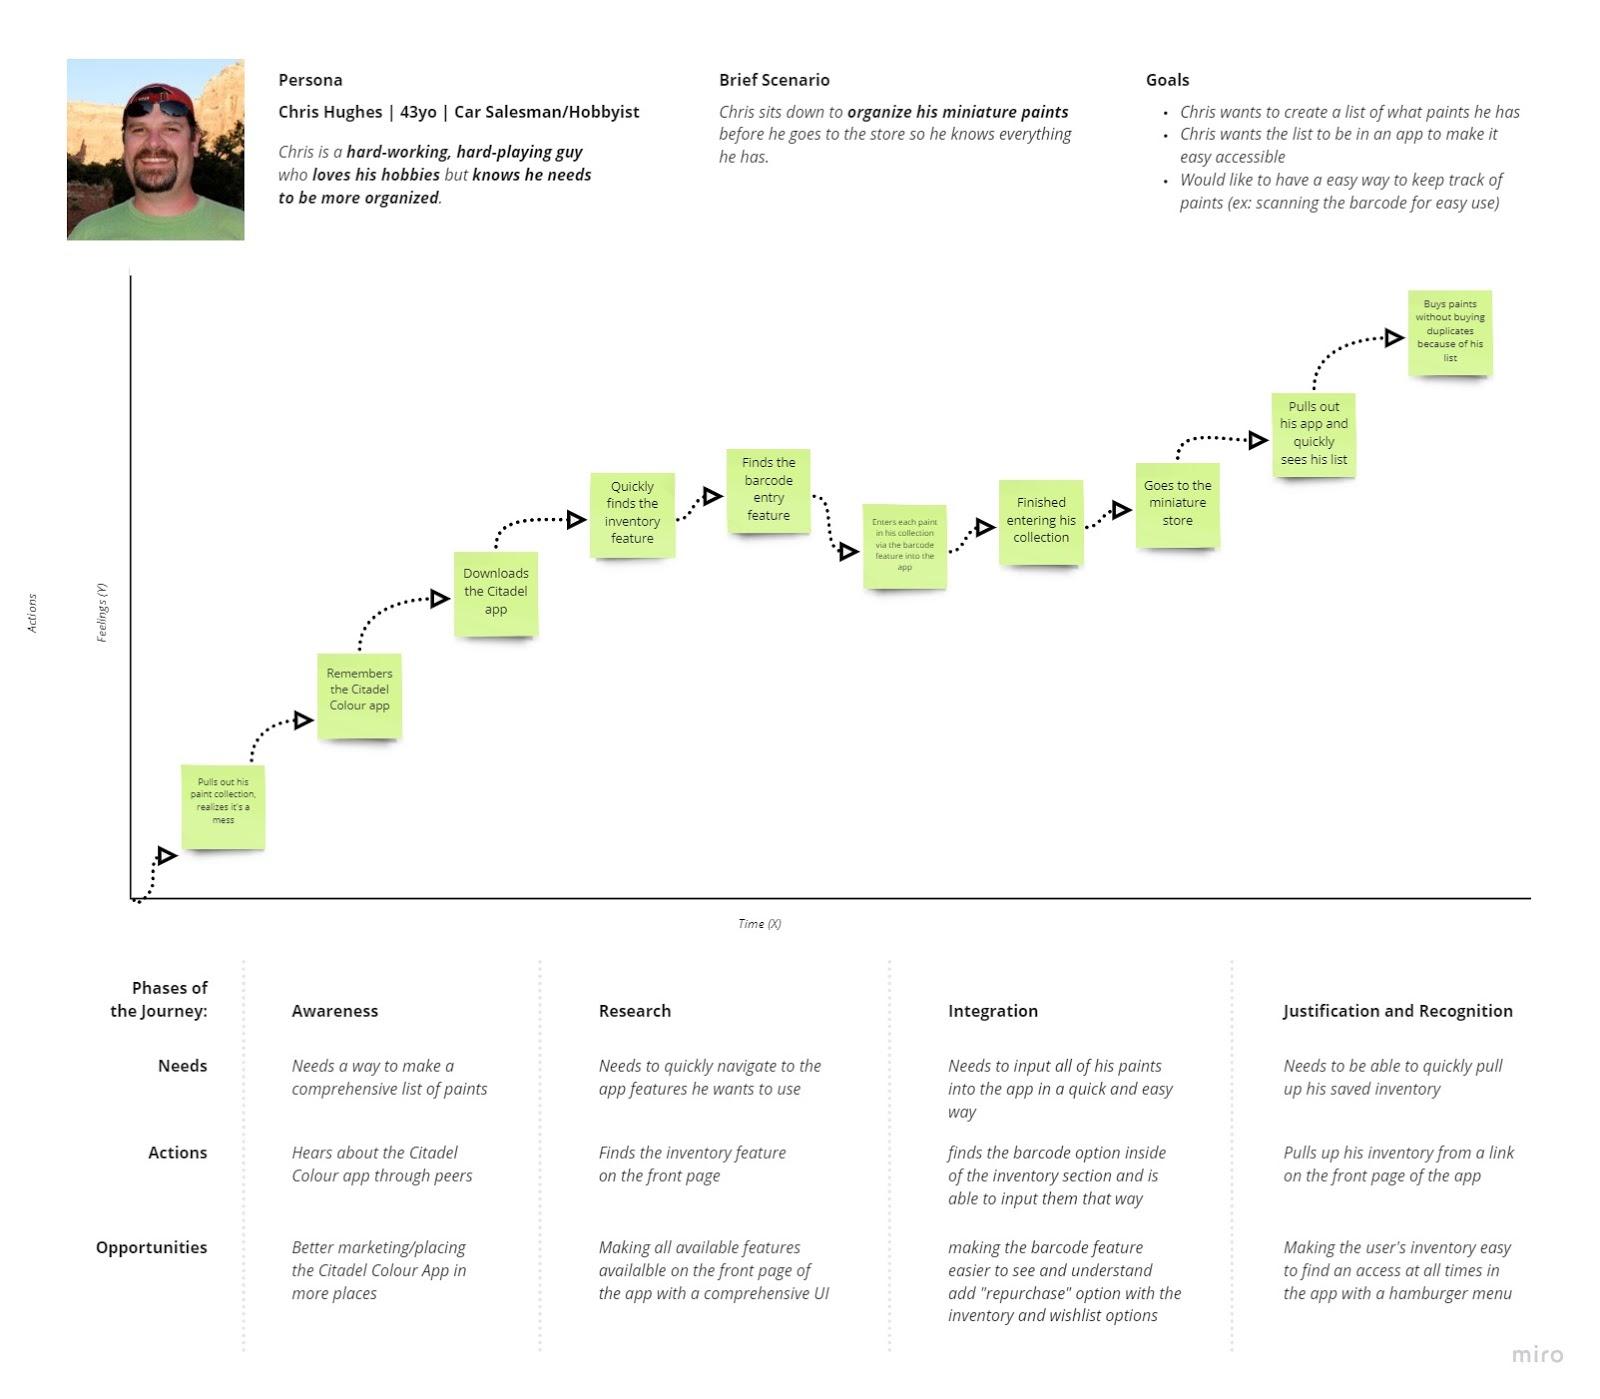 Persona
Chris Hughes | 43yo | Car Salesman/Hobbyist
Chris is a hard-working, hard-playing guy
who loves his hobbies but knows he needs
to be more organized.
Brief Scenario
Chris sits down to organize his miniature paints
before he goes to the store so he knows everything
he has.
Goals
• Chris wants to create a list of what paints he has
• Chris wants the list to be in an app to make it
easy accessible
• Would like to have a easy way to keep track of
paints (ex: scanning the barcode for easy use)
Actions
Feelings (Y)
Pulls out his
paint collection,
realizes it's a
mess
Remembers
the Citadel
Colour app
Downloads
the Citadel
app
Quickly
finds the
inventory
feature
Finds the
barcode
entry
feature
Enters each paint
in his collection
via the barcode
feature into the
app
Finished
entering his
collection
Goes to the
miniature
store
Pulls out
his app and
quickly
sees his list
Buys paints
without buying
duplicates
because of his
list
Time (X)
Phases of
the Journey:
Awareness
Research
Integration
Justification and Recognition
Needs
Needs a way to make a
comprehensive list of paints
Needs to quickly navigate to the
app features he wants to use
Needs to input all of his paints
into the app in a quick and easy
way
Needs to be able to quickly pull
up his saved inventory
Actions
Hears about the Citadel
Colour app through peers
Finds the inventory feature
on the front page
finds the barcode option inside
of the inventory section and is
able to input them that way
Pulls up his inventory from a link
on the front page of the app
Opportunities
Better marketing/placing
the Citadel Colour App in
more places
Making all available features
availalble on the front page of
the app with a comprehensive UI
making the barcode feature
easier to see and understand
add "repurchase" option with the
inventory and wishlist options
Making the user's inventory easy
to find an access at all times in
the app with a hamburger menu
miro